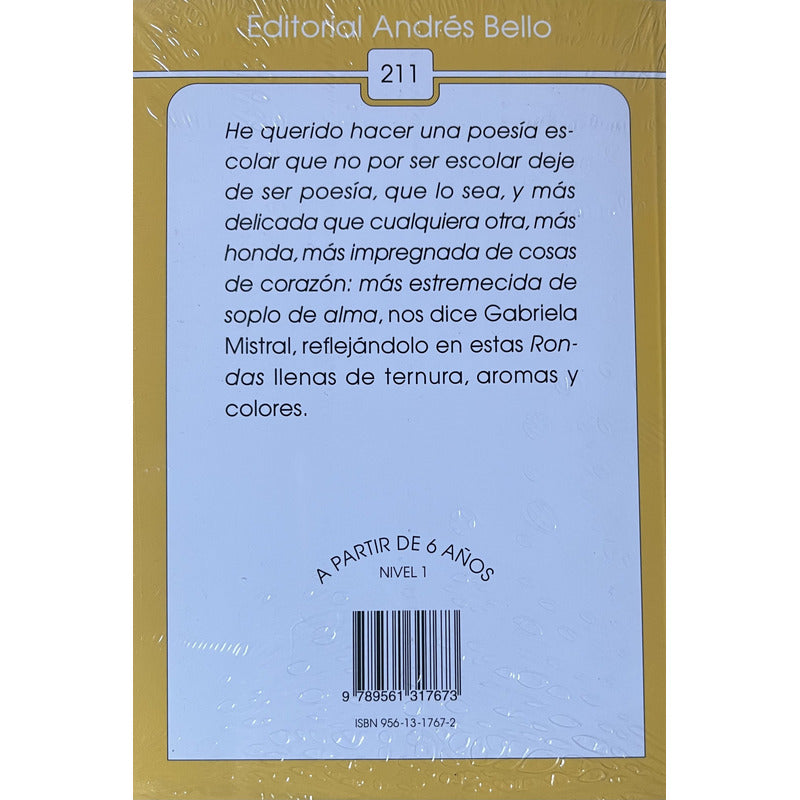 Editorial Andrés Bello
211
He querido hacer una poesía es-
colar que no por ser escolar deje
de ser poesía, que lo sea, y más
delicada que cualquiera otra, más
honda, más impregnada de cosas
de corazón: más estremecida de
soplo de alma, nos dice Gabriela
Mistral, reflejándolo en estas Ron-
das llenas de ternura, aromas y
colores.
A PARTIR DE 6 AÑOS
NIVEL 1
9 789561 317673
ISBN 956-13-1767-2